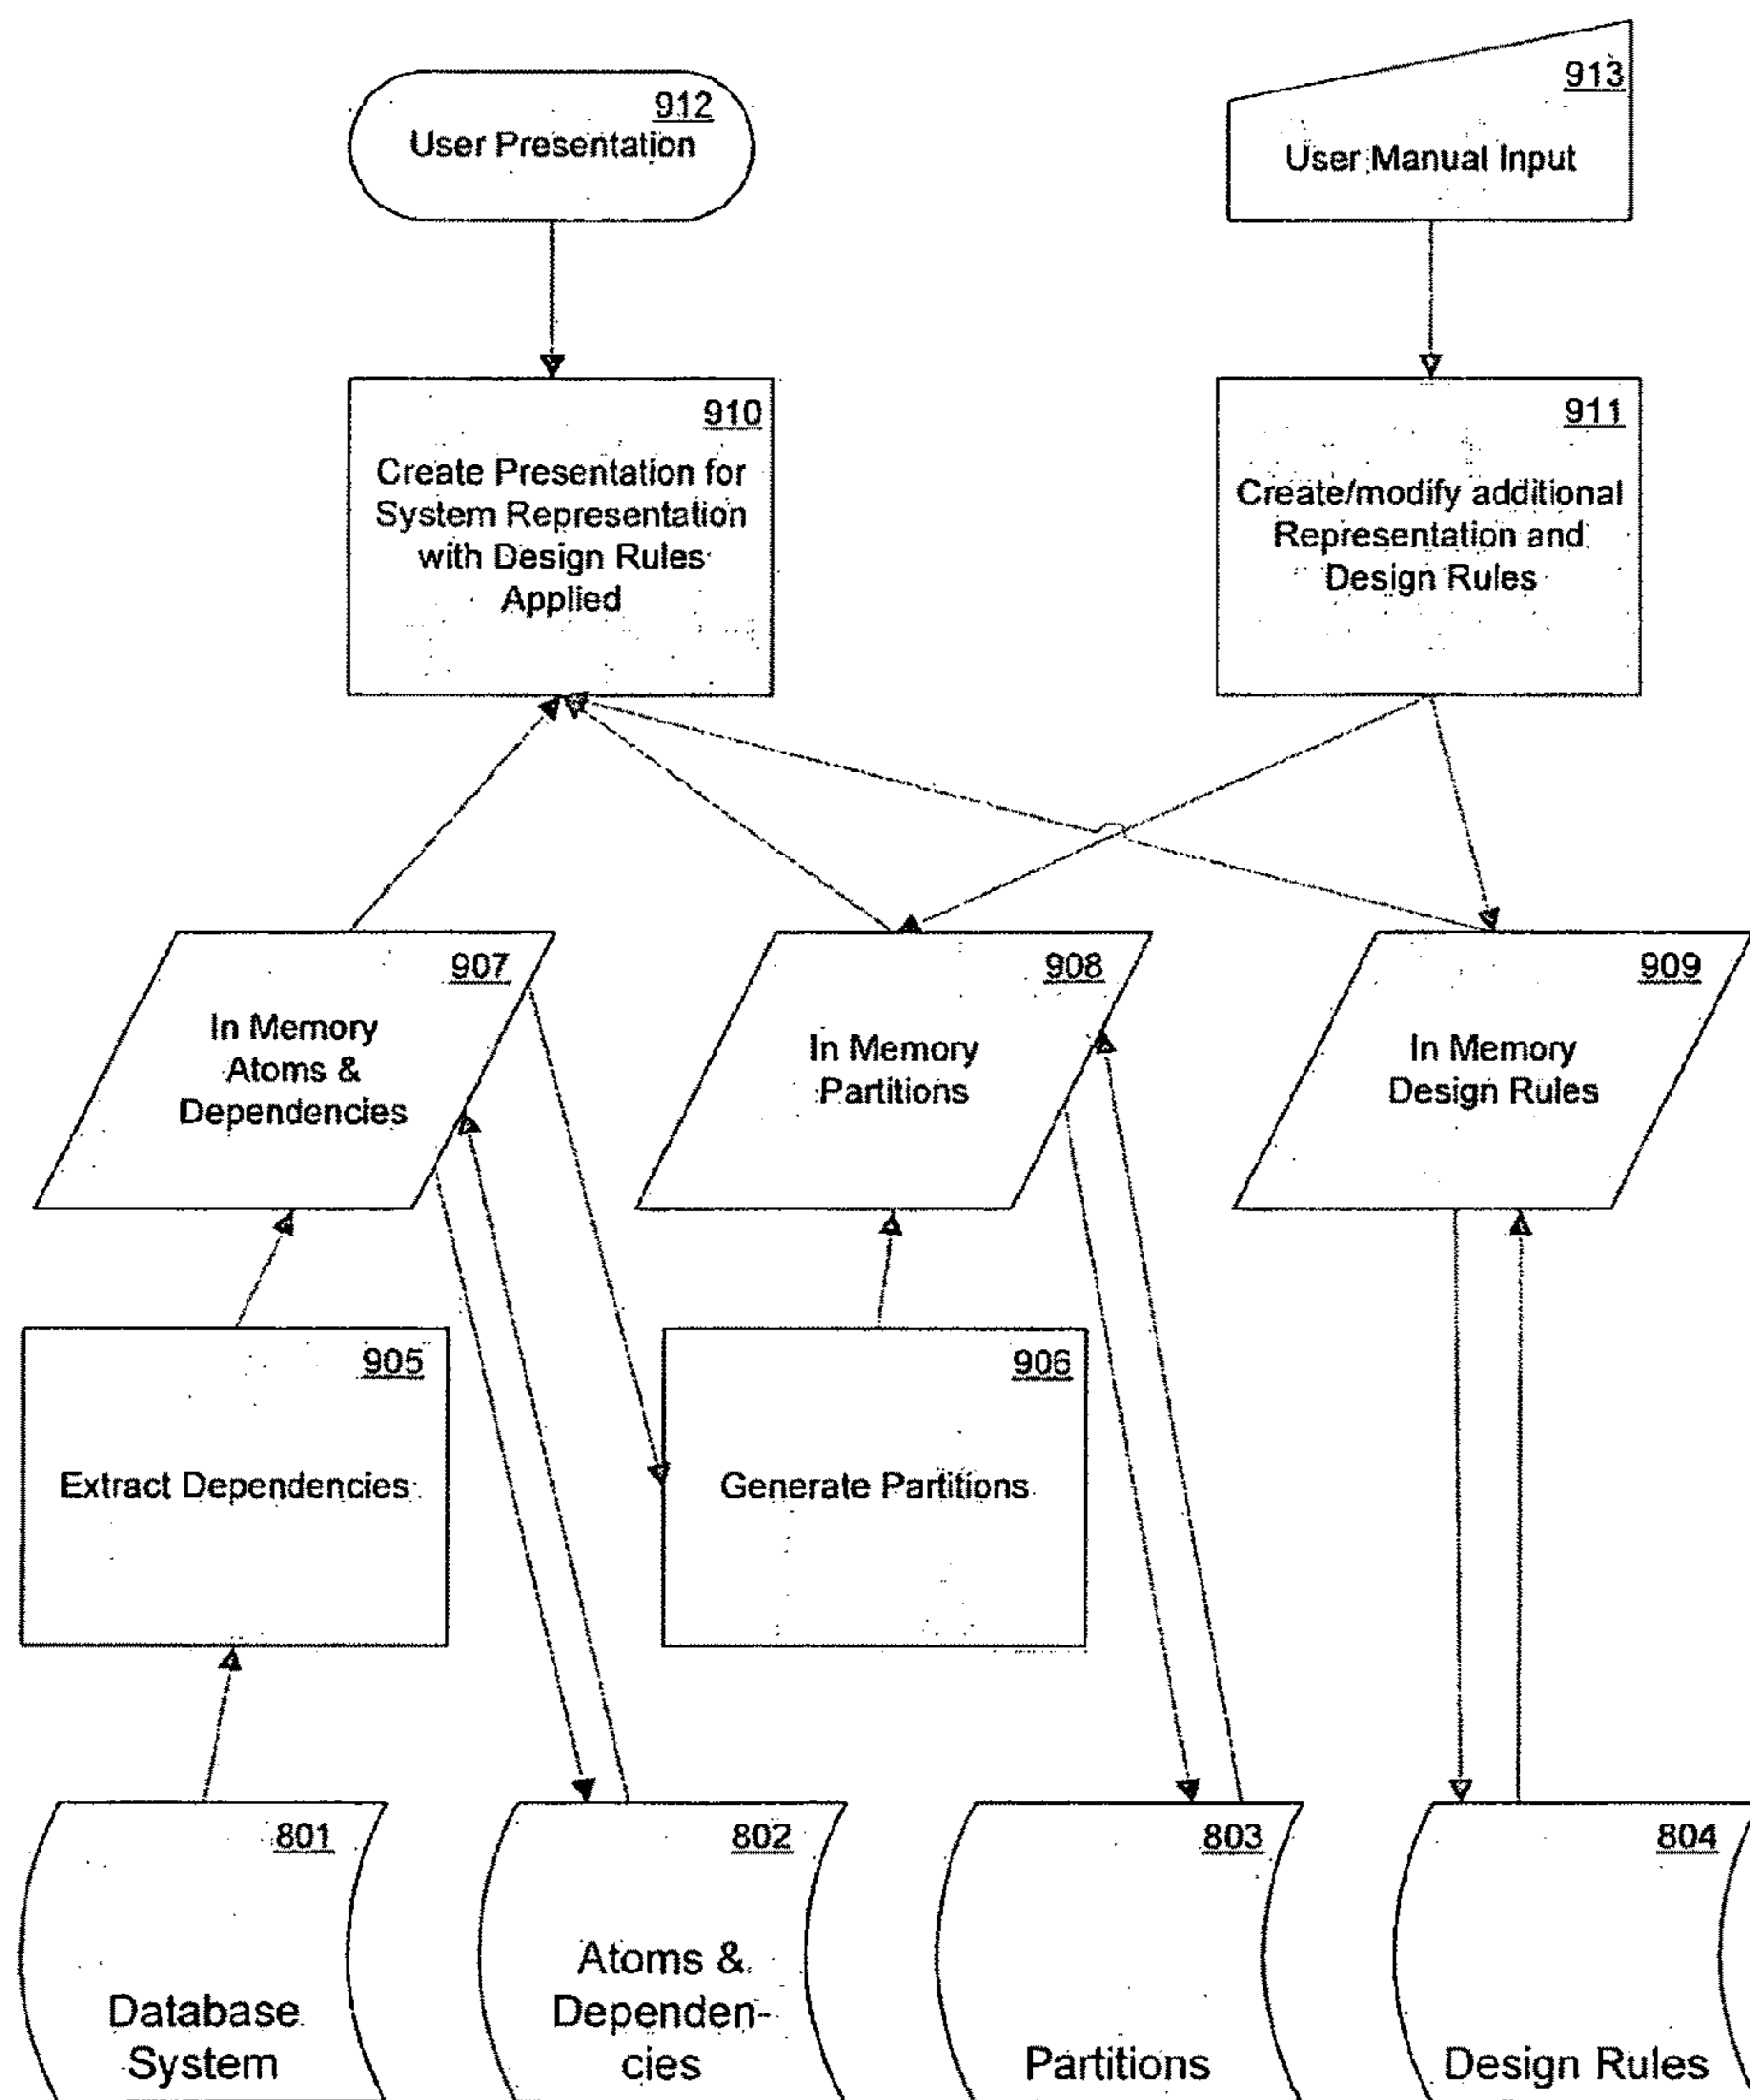 912
User Presentation
913
User Manual Input
910
Create Presentation for
System Representation
with Design Rules
Applied
911
Create/modify additional
Representation and
Design Rules
907
In Memory
Atoms &
Dependencies
908
In Memory
Partitions
909
In Memory
Design Rules
905
Extract Dependencies
906
Generate Partitions
801
Database
System
802
Atoms &
Dependen-
cies
803
Partitions
804
Design Rules